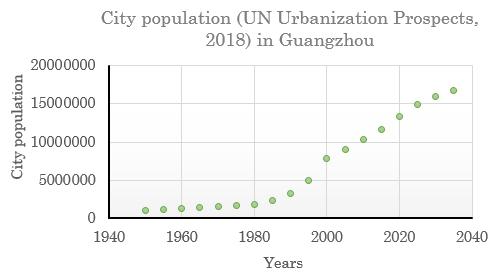 City population (UN Urbanization Prospects,
2018) in Guangzhou
City population
20000000
15000000
10000000
5000000
0
1940 1960 1980 2000 2020 2040
Years